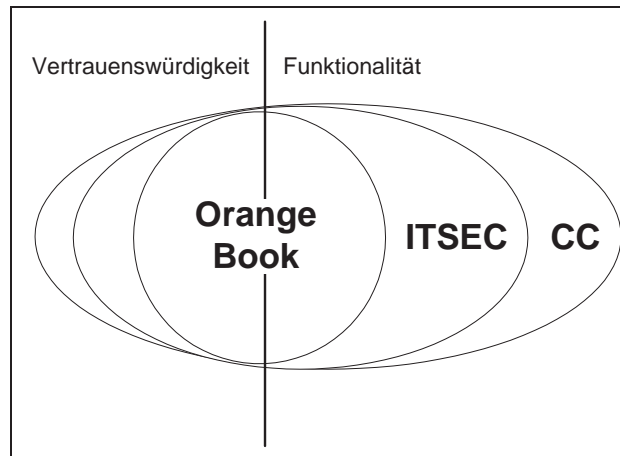 Vertrauenswürdigkeit
Funktionalität
Orange
Book
ITSEC
CC